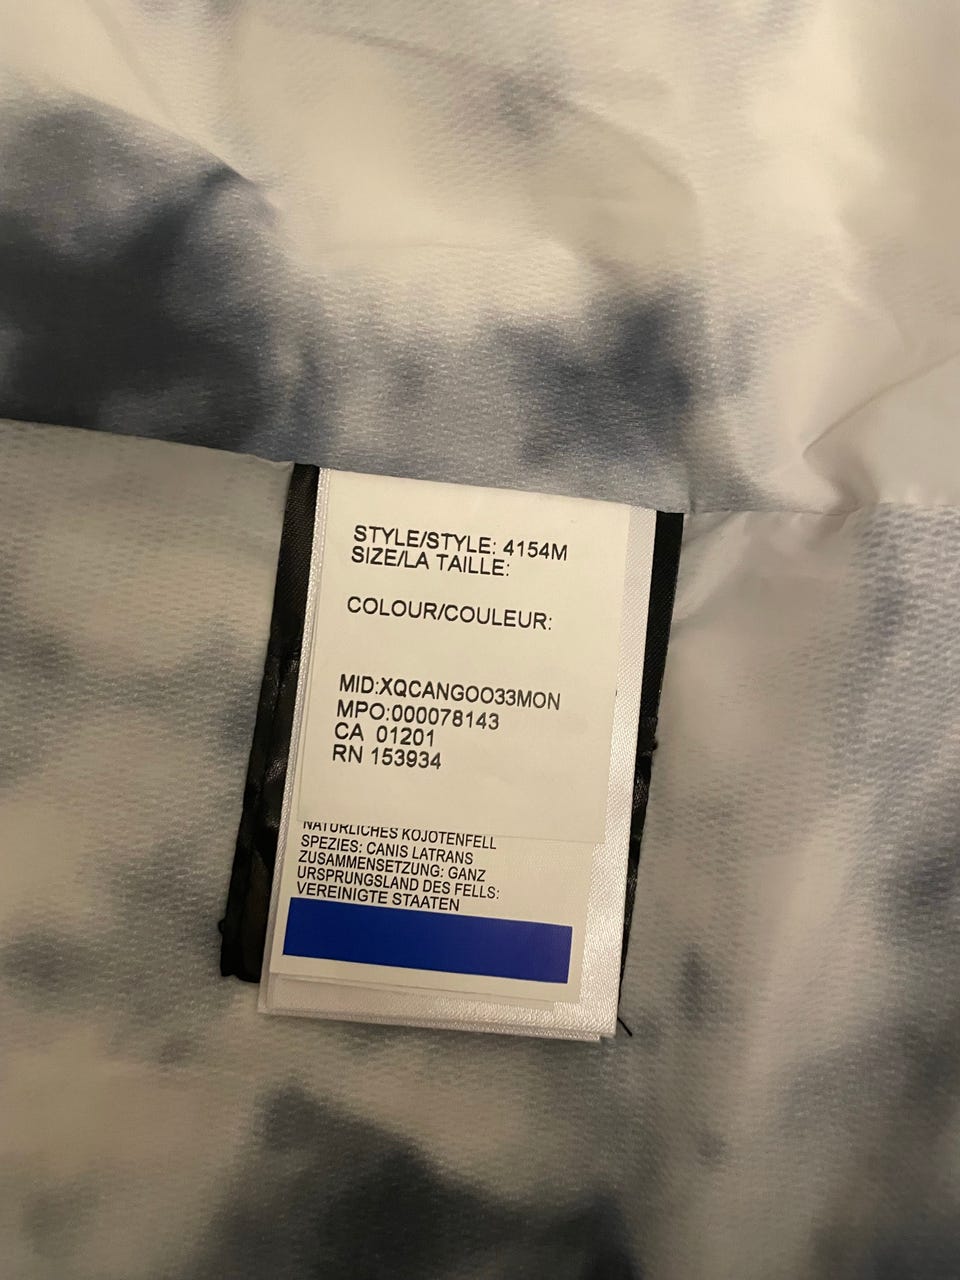 STYLE/STYLE: 4154M
SIZE/LA TAILLE:
COLOUR/COULEUR:
MID:XQCANGOO33MON
MPO:000078143
CA 01201
RN 153934
NATÜRLICHES KOJOTENFELL
SPEZIES: CANIS LATRANS
ZUSAMMENSETZUNG: GANZ
URSPRUNGSLAND DES FELLS:
VEREINIGTE STAATEN